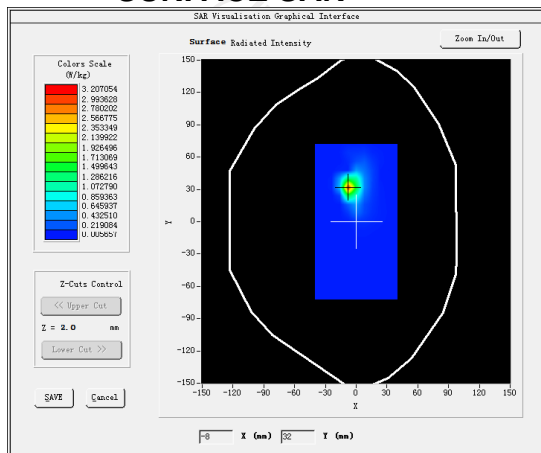 SURFACE SAR
SAR Visualisation Graphical Interface
Surface Radiated Intensity
Zoom In/Out
Colors Scale
(W/kg)
3.207054
2.993628
2.780202
2.566775
2.353349
2.139922
1.926496
1.713069
1.499643
1.286216
1.072790
0.859363
0.645937
0.432510
0.219084
0.005657
Z-Cuts Control
<< Upper Cut
Z = 2.0 mm
Lower Cut >>
SAVE
Cancel
Y
150
120
90
60
30
0
-30
-60
-90
-120
-150
-150 -120 -90 -60 -30 0 30 60 90 120 150
X
-8 X (mm) 32 Y (mm)